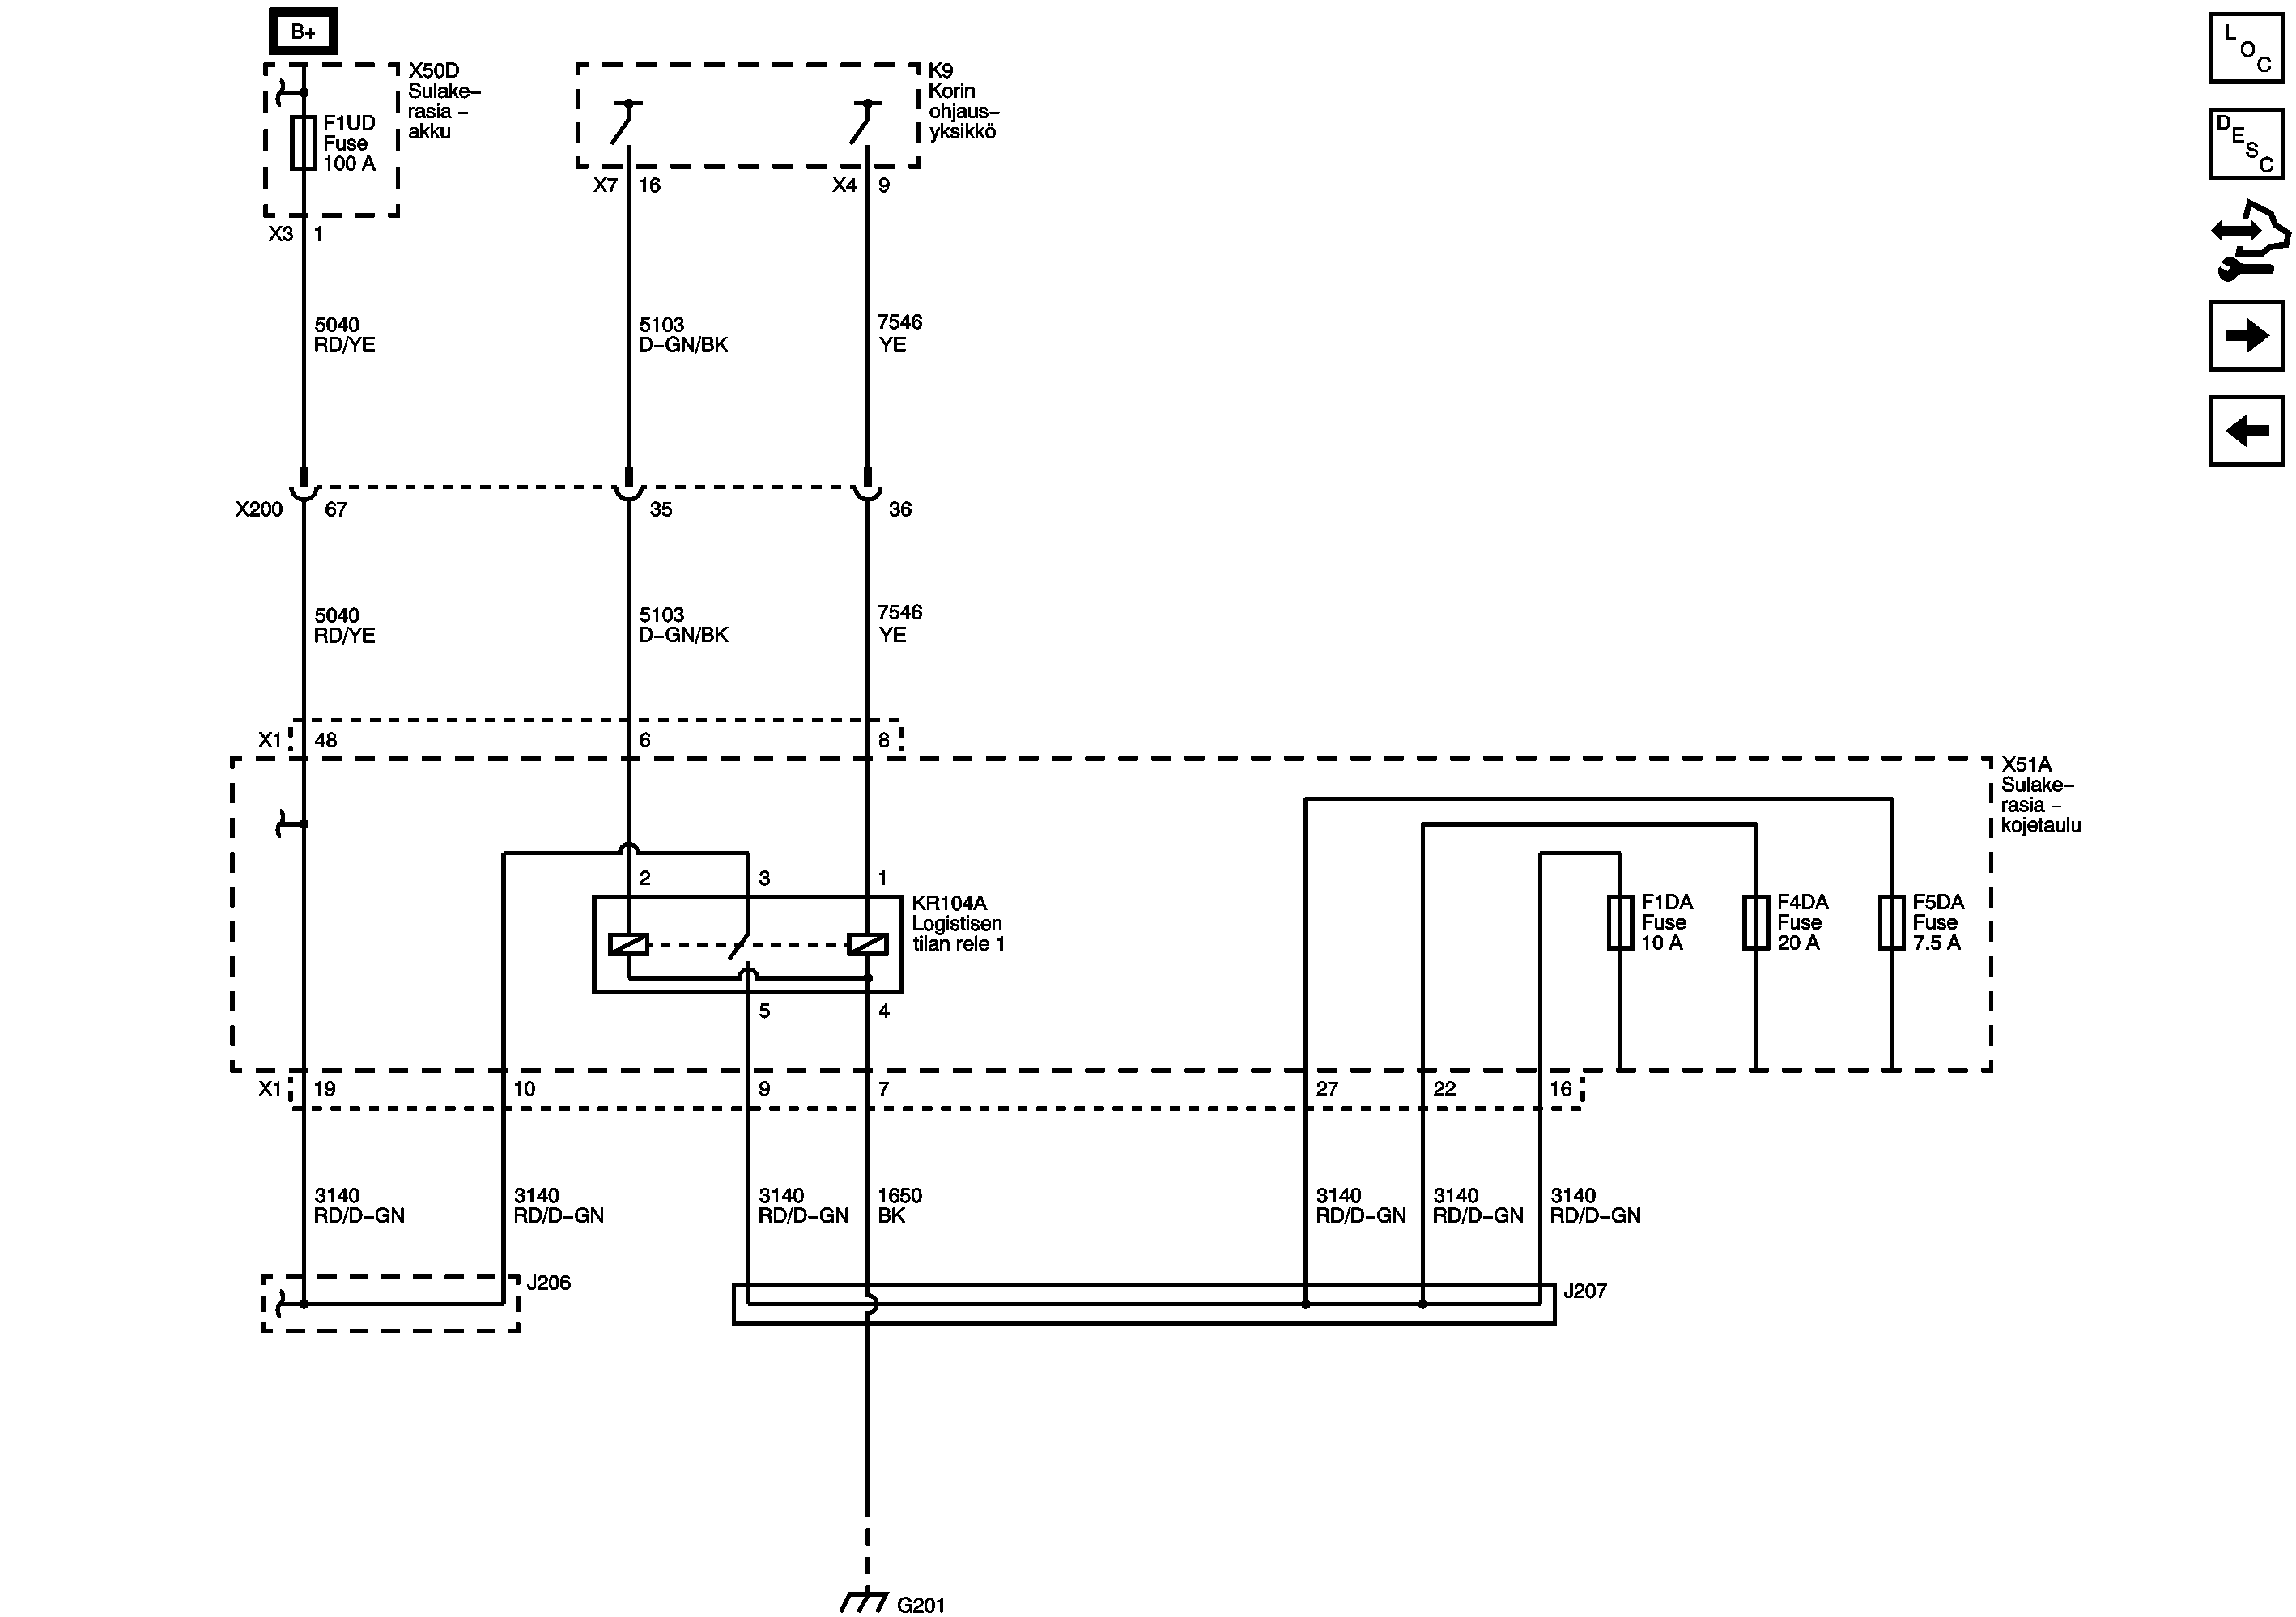 B+
X50D
Sulake-
rasia -
akku
F1UD
Fuse
100 A
X3 1
K9
Korin
ohjaus-
yksikkö
X7 16
X4 9
L
O
C
D
E
S
C
5040
RD/YE
5103
D-GN/BK
7546
YE
X200 67
35
36
5040
RD/YE
5103
D-GN/BK
7546
YE
X1 48 6 8
X51A
Sulake-
rasia -
kojetaulu
2 3 1
KR104A
Logistisen
tilan rele 1
5 4
F1DA
Fuse
10 A
F4DA
Fuse
20 A
F5DA
Fuse
7.5 A
X1 19 10 9 7 27 22 16
3140
RD/D-GN
3140
RD/D-GN
3140
RD/D-GN
1650
BK
3140
RD/D-GN
3140
RD/D-GN
3140
RD/D-GN
J206
J207
G201